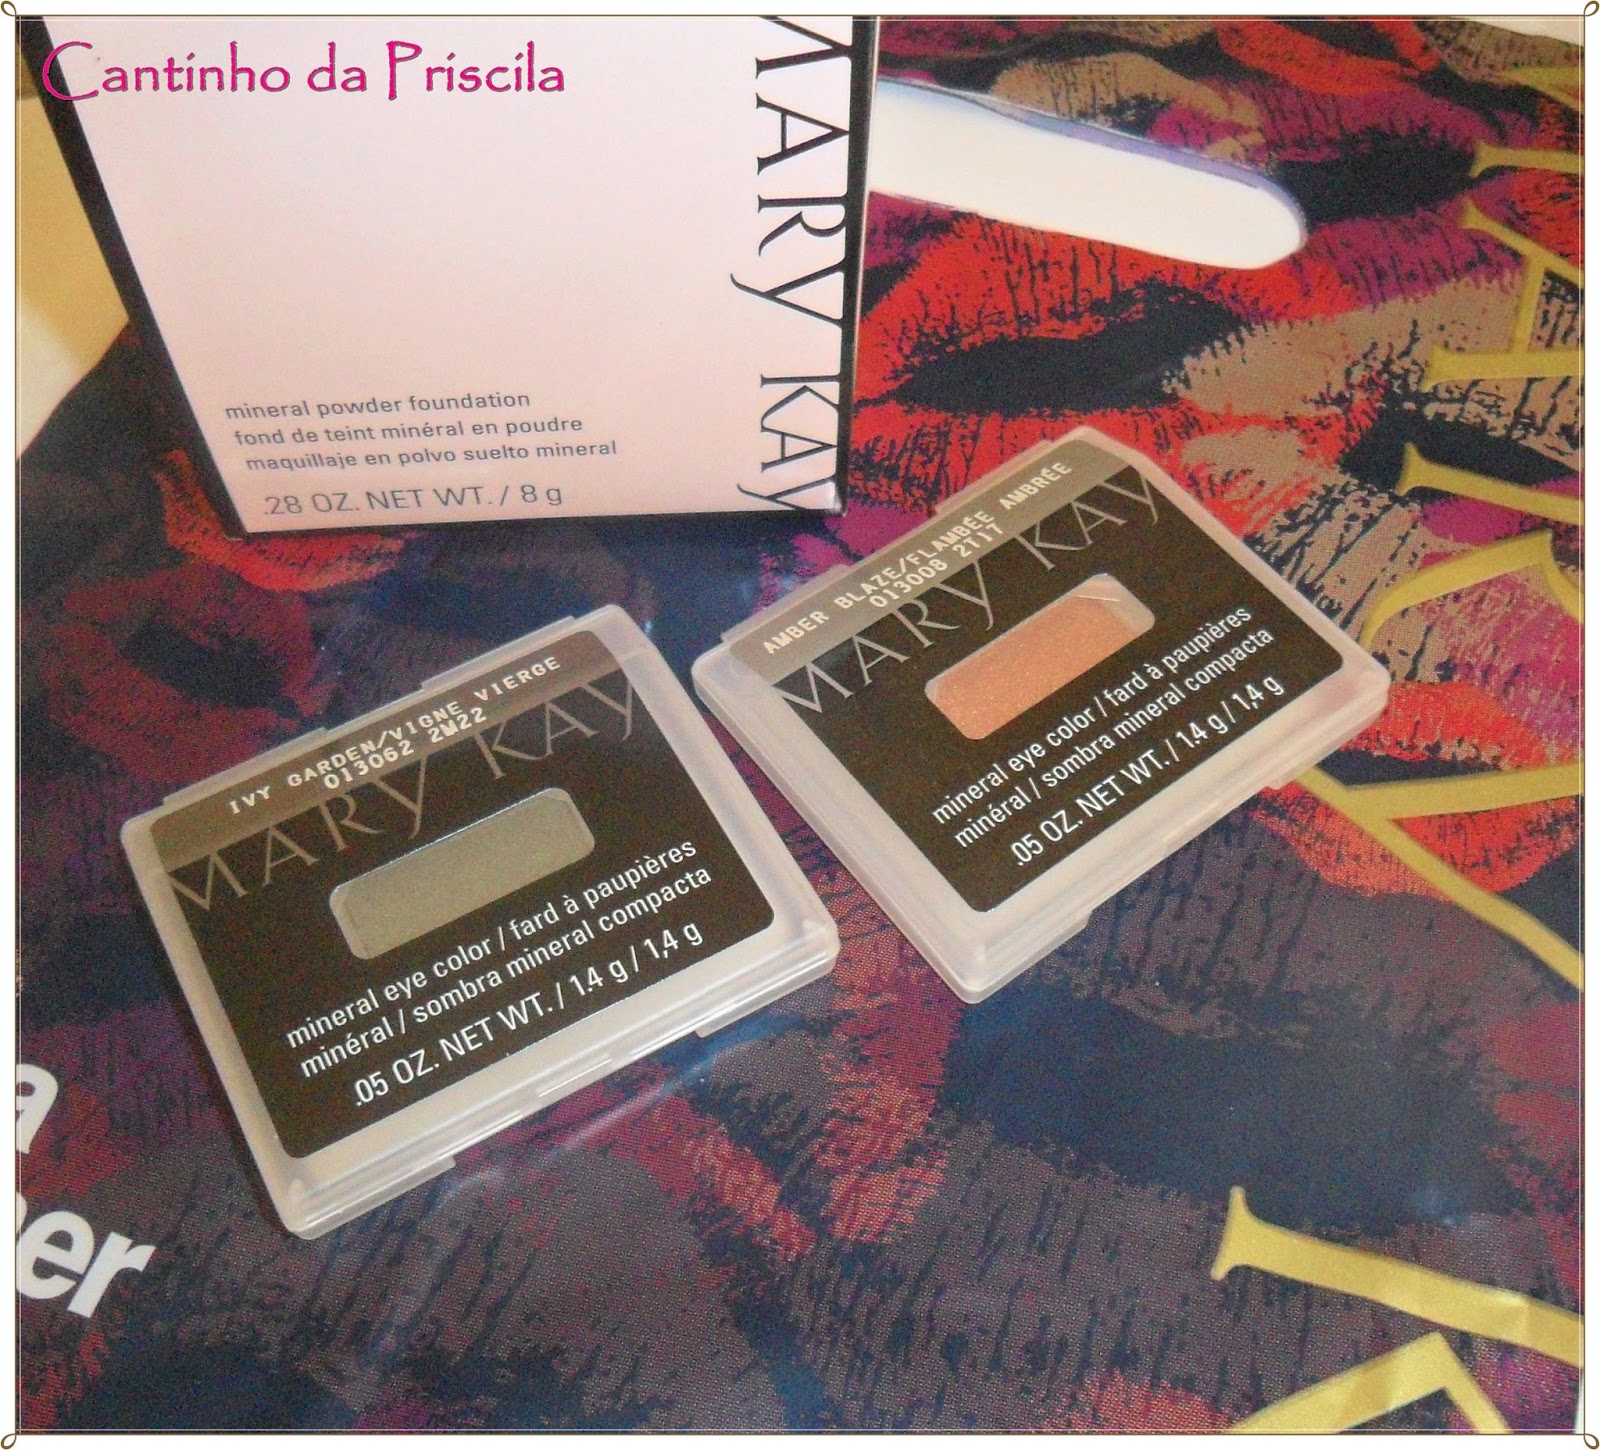 Cantinho da Priscila
MARY KAY
mineral powder foundation
fond de teint minéral en poudre
maquillaje en polvo suelto mineral
.28 OZ. NET WT. / 8 g
AMBER BLAZE/FLAMBÉE AMBRÉE
013008 2T17
MARY KAY
mineral eye color / fard à paupières
minéral / sombra mineral compacta
.05 OZ. NET WT. / 1.4 g / 1,4 g
IVY GARDEN/VIGNE VIERGE
013062 2W22
MARY KAY
mineral eye color / fard à paupières
minéral / sombra mineral compacta
.05 OZ. NET WT. / 1.4 g / 1,4 g